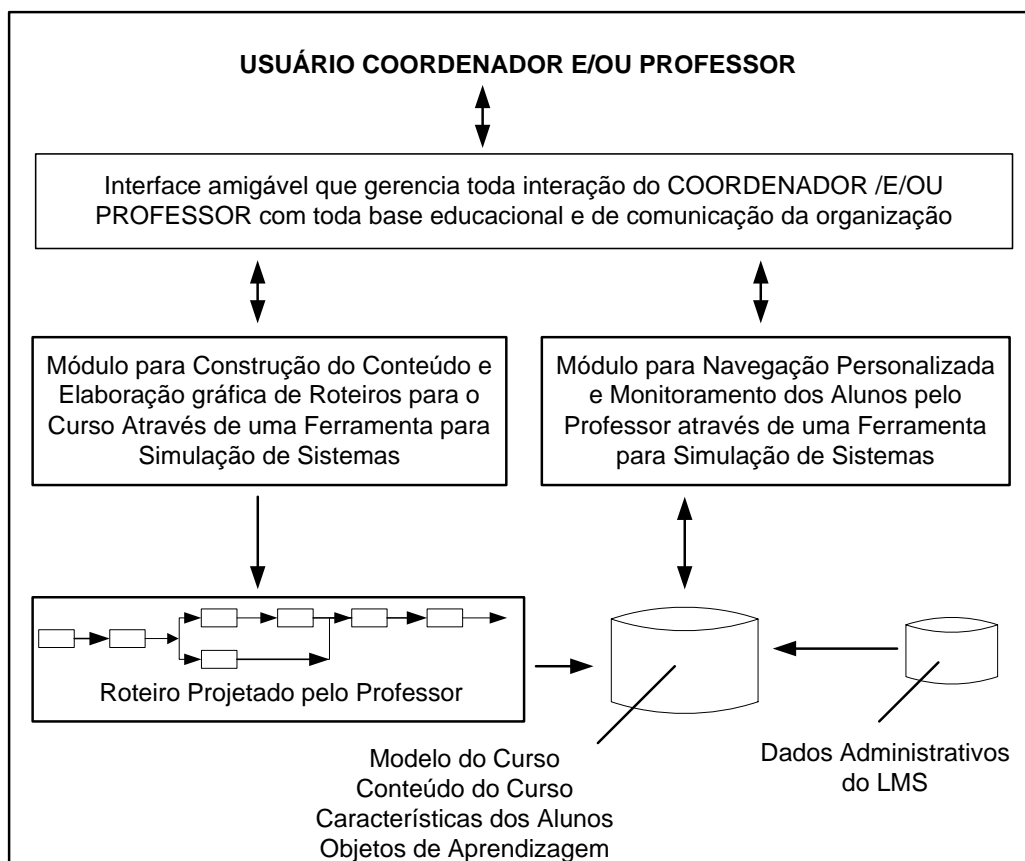 USUÁRIO COORDENADOR E/OU PROFESSOR
Interface amigável que gerencia toda interação do COORDENADOR /E/OU
PROFESSOR com toda base educacional e de comunicação da organização
Módulo para Construção do Conteúdo e
Elaboração gráfica de Roteiros para o
Curso Através de uma Ferramenta para
Simulação de Sistemas
Módulo para Navegação Personalizada
e Monitoramento dos Alunos pelo
Professor através de uma Ferramenta
para Simulação de Sistemas
Roteiro Projetado pelo Professor
Modelo do Curso
Conteúdo do Curso
Características dos Alunos
Objetos de Aprendizagem
Dados Administrativos
do LMS